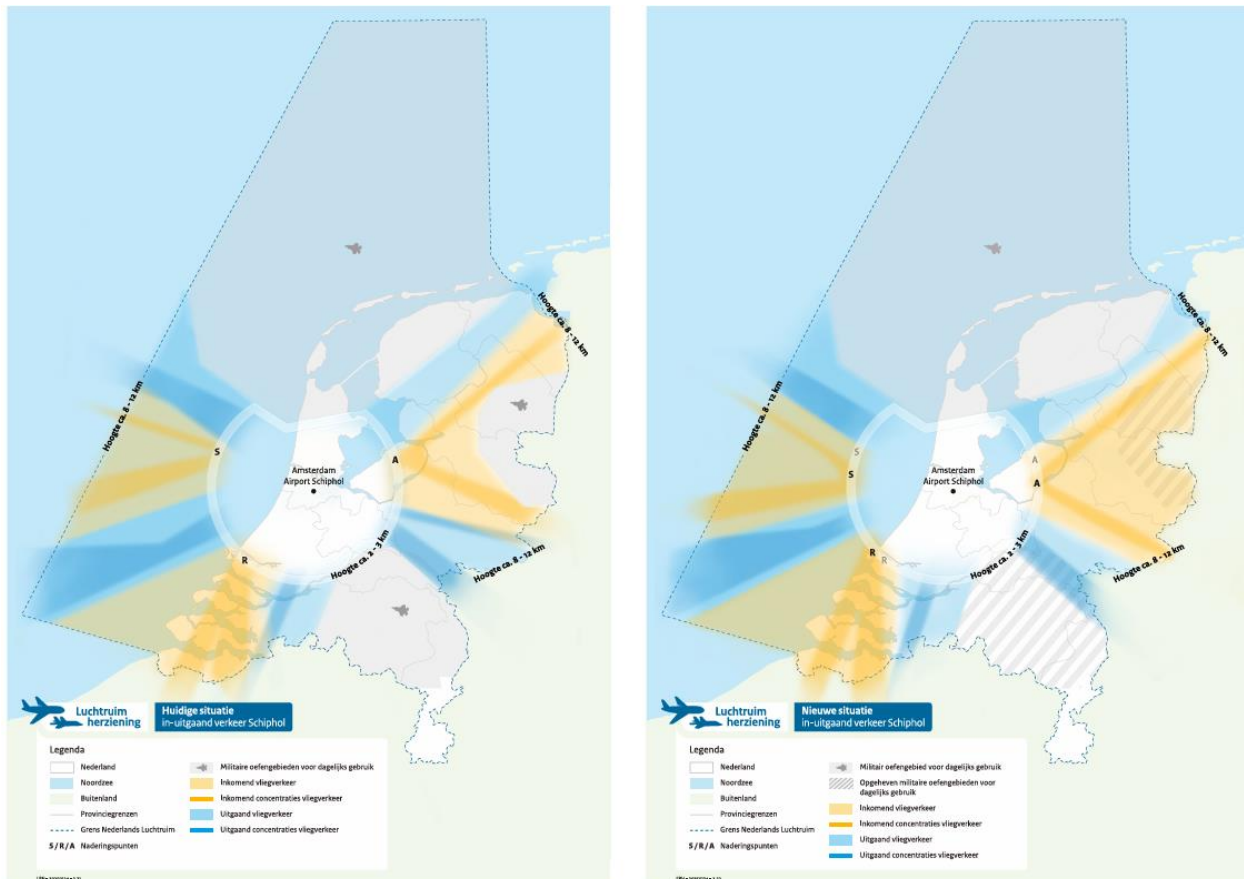 Hoogte ca. 8 - 12 km
Hoogte ca. 8 - 12 km
S
A
Amsterdam
Airport Schiphol
R
Hoogte ca. 2 - 3 km
Hoogte ca. 8 - 12 km
Luchtruim
herziening
Huidige situatie
in-uitgaand verkeer Schiphol
Legenda
Nederland
Noordzee
Buitenland
Provinciegrenzen
Grens Nederlands Luchtruim
S/R/A Naderingspunten
Militaire oefengebieden voor dagelijks gebruik
Inkomend vliegverkeer
Inkomend concentraties vliegverkeer
Uitgaand vliegverkeer
Uitgaand concentraties vliegverkeer
Hoogte ca. 8 - 12 km
Hoogte ca. 8 - 12 km
S
S
A
A
Amsterdam
Airport Schiphol
R
R
Hoogte ca. 2 - 3 km
Hoogte ca. 8 - 12 km
Luchtruim
herziening
Nieuwe situatie
in-uitgaand verkeer Schiphol
Legenda
Nederland
Noordzee
Buitenland
Provinciegrenzen
Grens Nederlands Luchtruim
S/R/A Naderingspunten
Militair oefengebied voor dagelijks gebruik
Opgeheven militaire oefengebieden voor
dagelijks gebruik
Inkomend vliegverkeer
Inkomend concentraties vliegverkeer
Uitgaand vliegverkeer
Uitgaand concentraties vliegverkeer